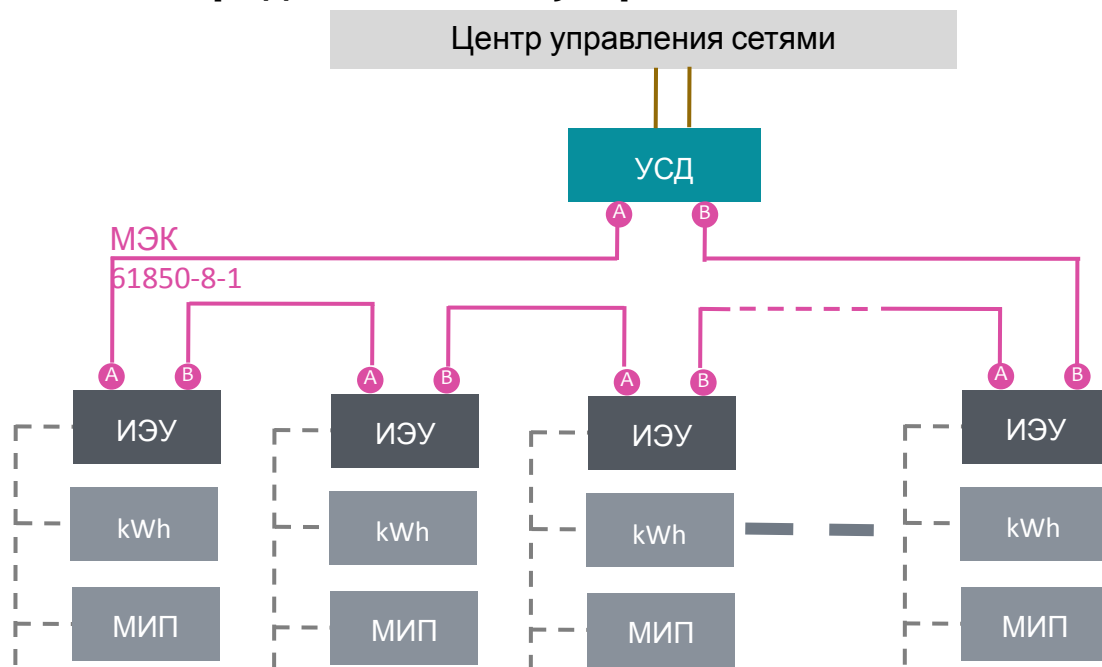 Центр управления сетями
УСД
A B
МЭК
61850-8-1
A B A B A B A B
ИЭУ ИЭУ ИЭУ ИЭУ
kWh kWh kWh kWh
МИП МИП МИП МИП